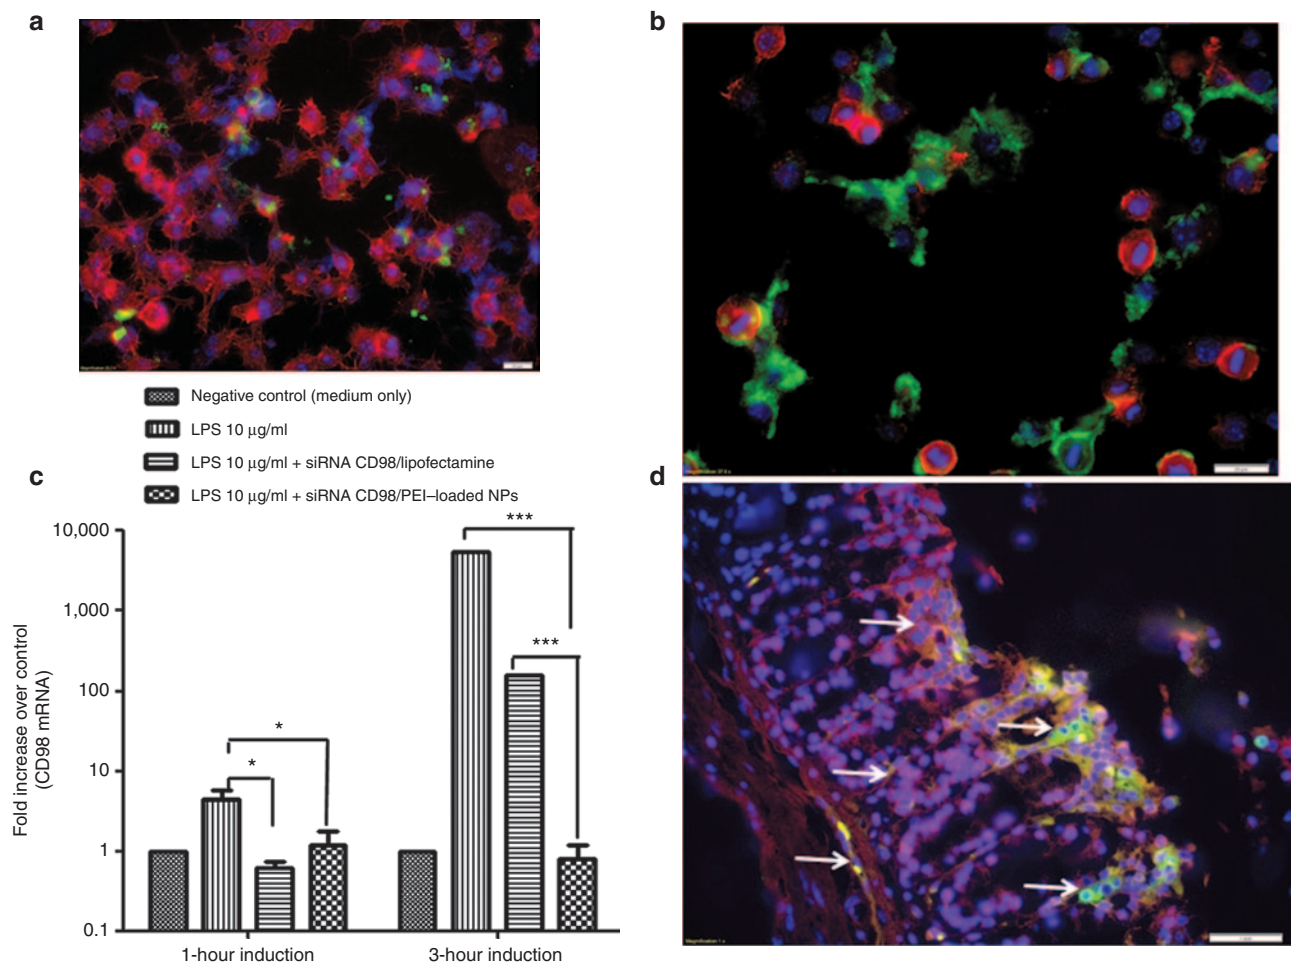 a
b
Negative control (medium only)
LPS 10 µg/ml
LPS 10 µg/ml + siRNA CD98/lipofectamine
LPS 10 µg/ml + siRNA CD98/PEI–loaded NPs
c
d
Fold increase over control
(CD98 mRNA)
10,000
1,000
100
10
1
0.1
*
*
***
***
1-hour induction
3-hour induction